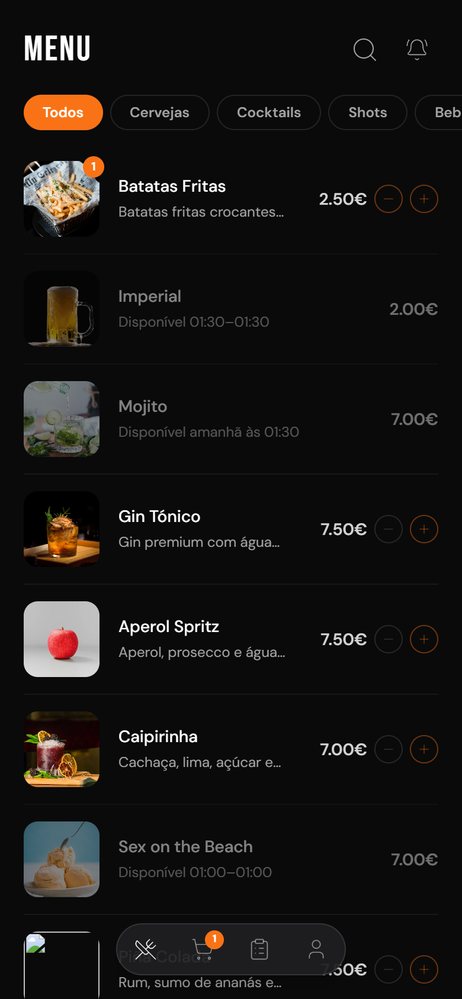 MENU
Todos
Cervejas
Cocktails
Shots
Beb
1
Batatas Fritas
Batatas fritas crocantes...
2.50€
Imperial
Disponível 01:30–01:30
2.00€
Mojito
Disponível amanhã às 01:30
7.00€
Gin Tónico
Gin premium com água...
7.50€
Aperol Spritz
Aperol, prosecco e água...
7.50€
Caipirinha
Cachaça, lima, açúcar e...
7.00€
Sex on the Beach
Disponível 01:00–01:00
7.00€
1
Rum, sumo de ananás e...